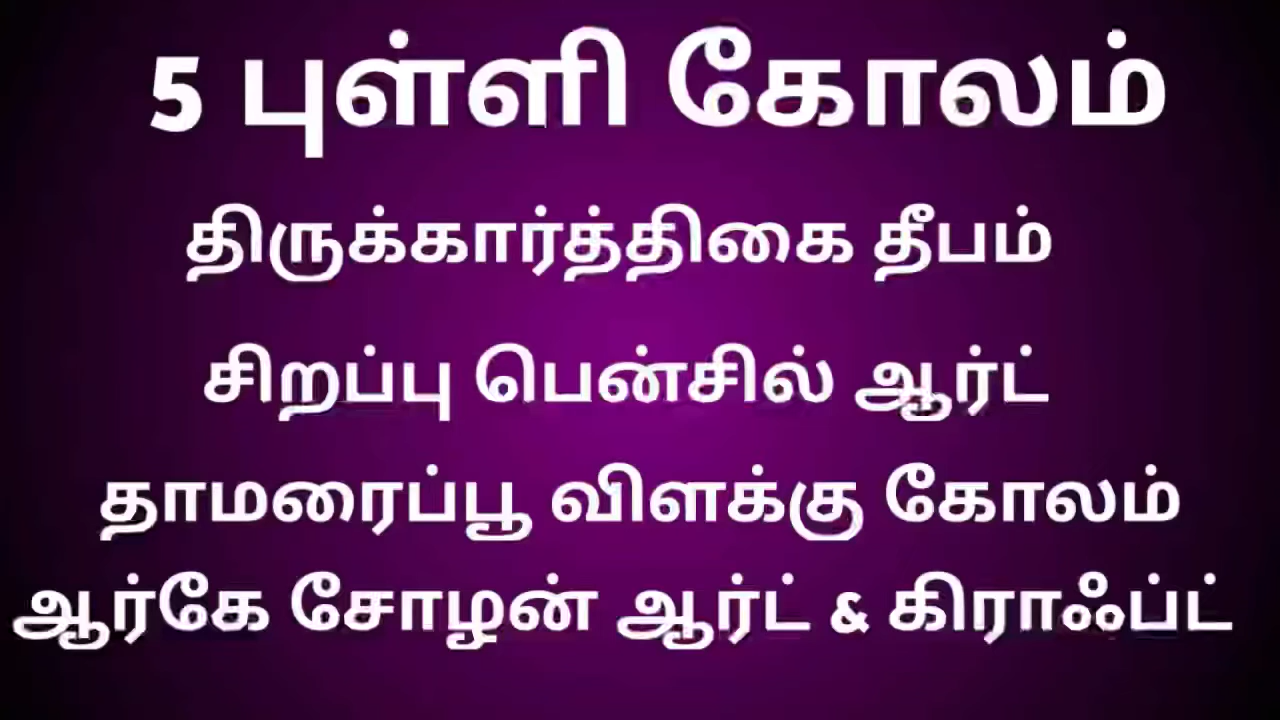 5 புள்ளி கோலம்
திருக்கார்த்திகை தீபம்
சிறப்பு பென்சில் ஆர்ட்
தாமரைப்பூ விளக்கு கோலம்
ஆர்கே சோழன் ஆர்ட் & கிராஃப்ட்